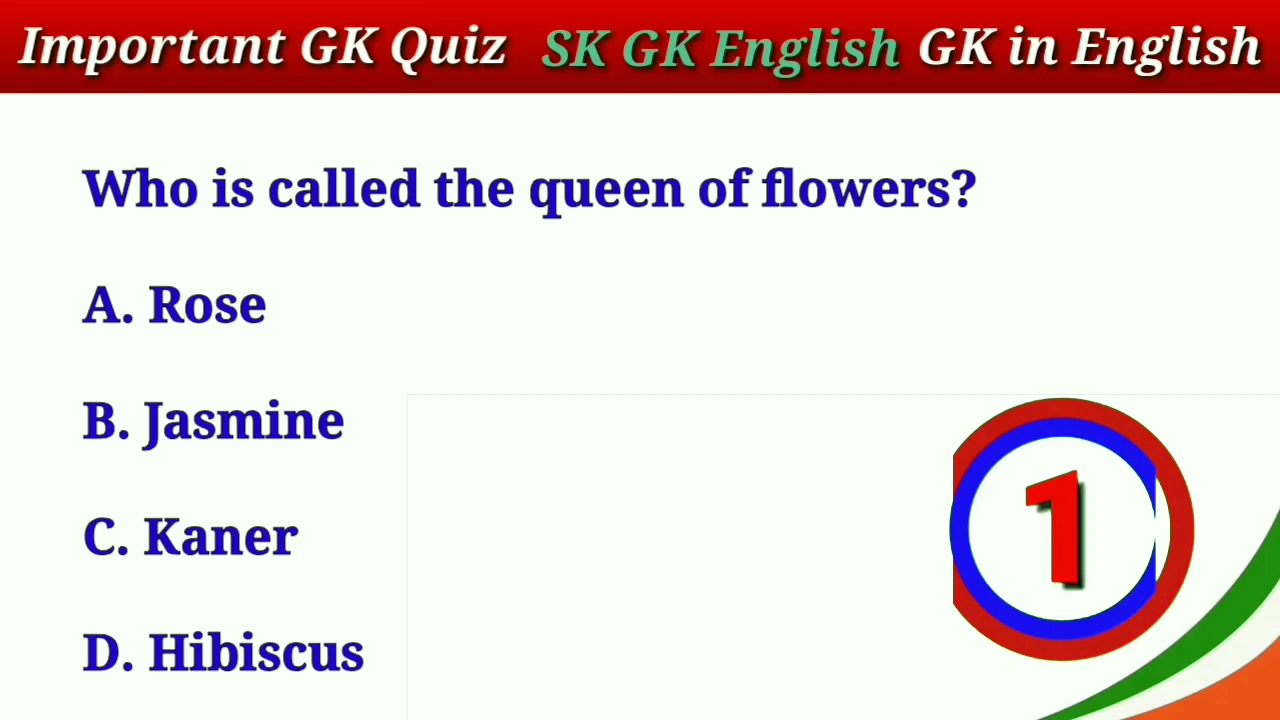 Important GK Quiz SK GK English GK in English
Who is called the queen of flowers?
A. Rose
B. Jasmine
C. Kaner
D. Hibiscus
1